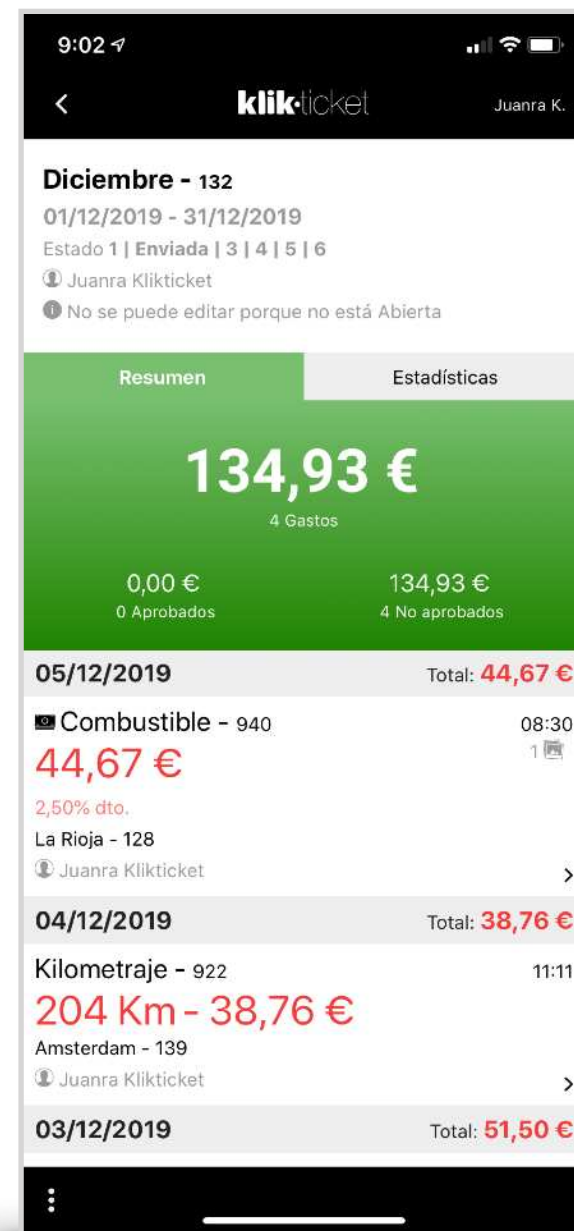 9:02
klik·ticket
Juanra K.
Diciembre - 132
01/12/2019 - 31/12/2019
Estado 1 | Enviada | 3 | 4 | 5 | 6
Juanra Klikticket
No se puede editar porque no está Abierta
Resumen Estadísticas
134,93 €
4 Gastos
0,00 € 134,93 €
0 Aprobados 4 No aprobados
05/12/2019 Total: 44,67 €
Combustible - 940 08:30
44,67 € 1
2,50% dto.
La Rioja - 128
Juanra Klikticket
04/12/2019 Total: 38,76 €
Kilometraje - 922 11:11
204 Km - 38,76 €
Amsterdam - 139
Juanra Klikticket
03/12/2019 Total: 51,50 €